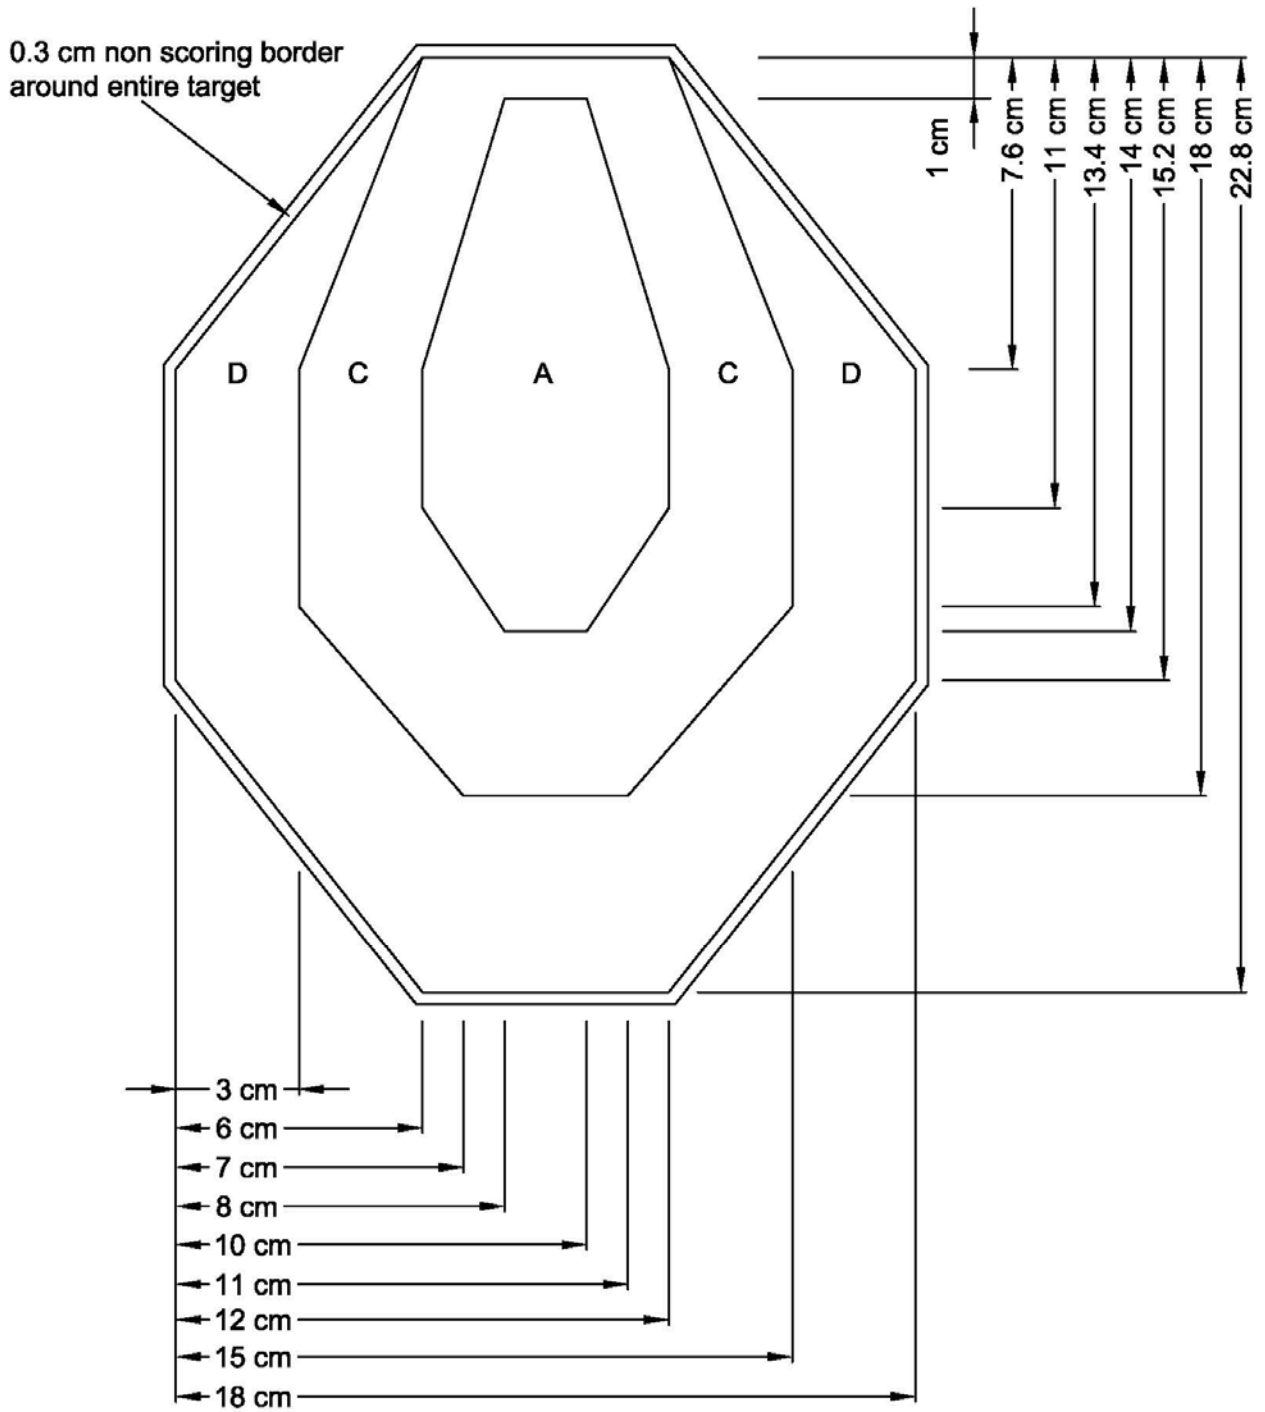 0.3 cm non scoring border
around entire target
1 cm
7.6 cm
11 cm
13.4 cm
14 cm
15.2 cm
18 cm
22.8 cm
D
C
A
C
D
3 cm
6 cm
7 cm
8 cm
10 cm
11 cm
12 cm
15 cm
18 cm